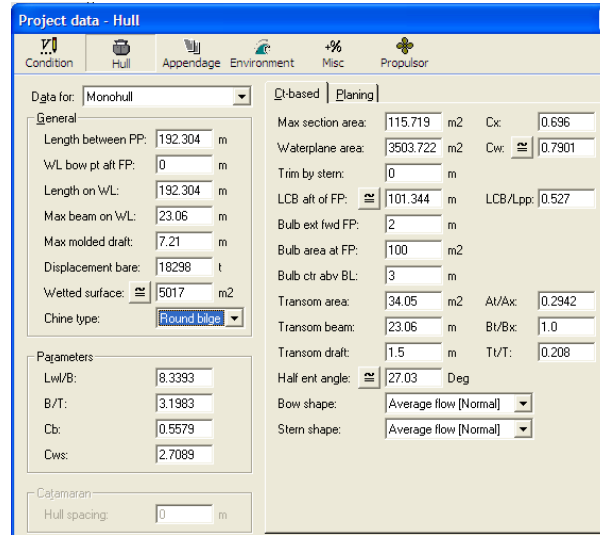 Project data - Hull
Condition Hull Appendage Environment Misc Propulsor
+%
Data for: Monohull
General
Length between PP: 192.304 m
WL bow pt aft FP: 0 m
Length on WL: 192.304 m
Max beam on WL: 23.06 m
Max molded draft: 7.21 m
Displacement bare: 18298 t
Wetted surface: ≅ 5017 m2
Chine type: Round bilge
Parameters
Lwl/B: 8.3393
B/T: 3.1983
Cb: 0.5579
Cws: 2.7089
Catamaran
Hull spacing: 0 m
Ct-based Planing
Max section area: 115.719 m2 Cx: 0.696
Waterplane area: 3503.722 m2 Cw: ≅ 0.7901
Trim by stern: 0 m
LCB aft of FP: ≅ 101.344 m LCB/Lpp: 0.527
Bulb ext fwd FP: 2 m
Bulb area at FP: 100 m2
Bulb ctr abv BL: 3 m
Transom area: 34.05 m2 At/Ax: 0.2942
Transom beam: 23.06 m Bt/Bx: 1.0
Transom draft: 1.5 m Tt/T: 0.208
Half ent angle: ≅ 27.03 Deg
Bow shape: Average flow [Normal]
Stern shape: Average flow [Normal]